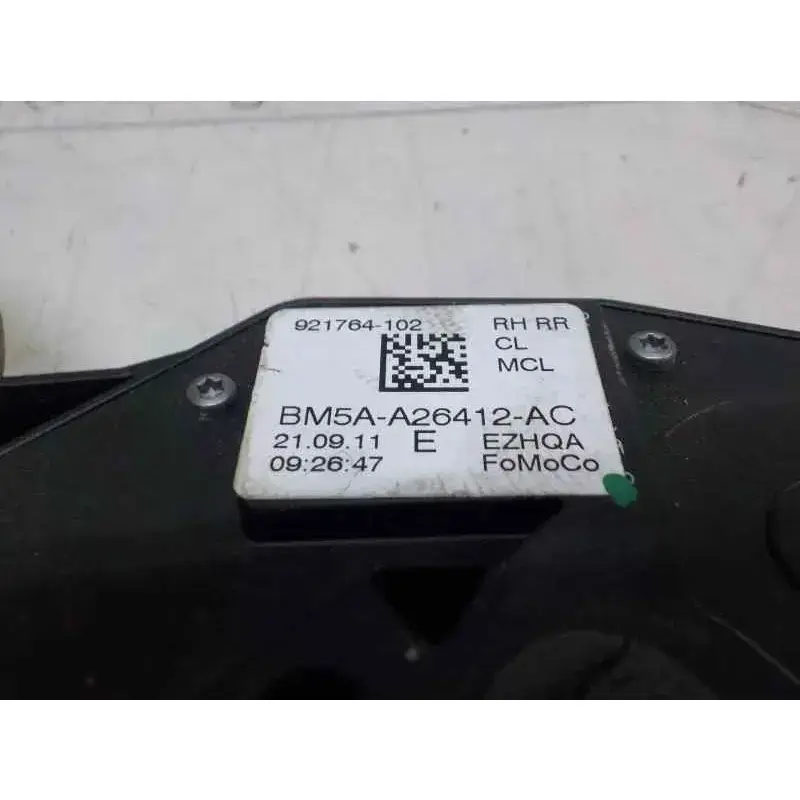 921764-102 RH RR
CL
MCL
BM5A-A26412-AC
21.09.11 E EZHQA
09:26:47 FoMoCo